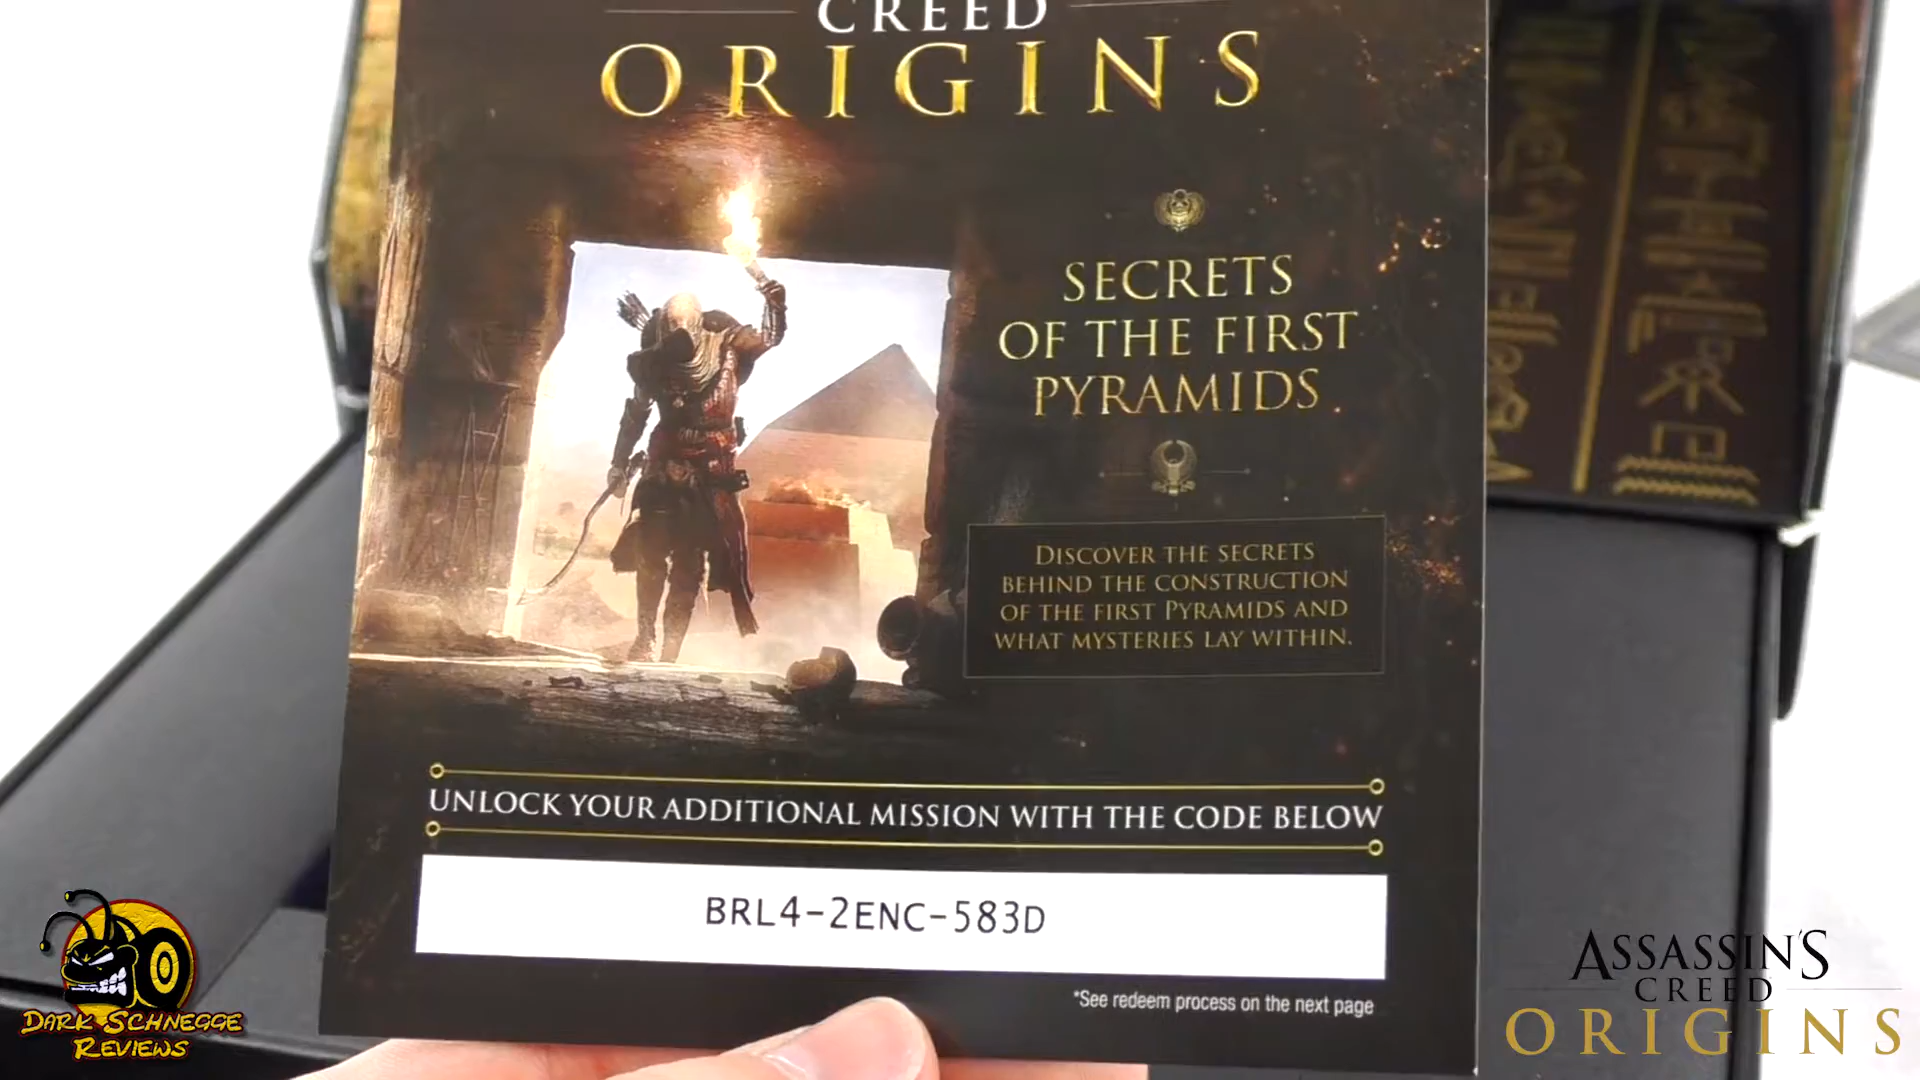 CREED
ORIGINS
SECRETS
OF THE FIRST
PYRAMIDS
DISCOVER THE SECRETS
BEHIND THE CONSTRUCTION
OF THE FIRST PYRAMIDS AND
WHAT MYSTERIES LAY WITHIN.
UNLOCK YOUR ADDITIONAL MISSION WITH THE CODE BELOW
BRL4-2ENC-583D
*See redeem process on the next page
DARK SCHNEGGE
REVIEWS
ASSASSIN'S
CREED
ORIGINS